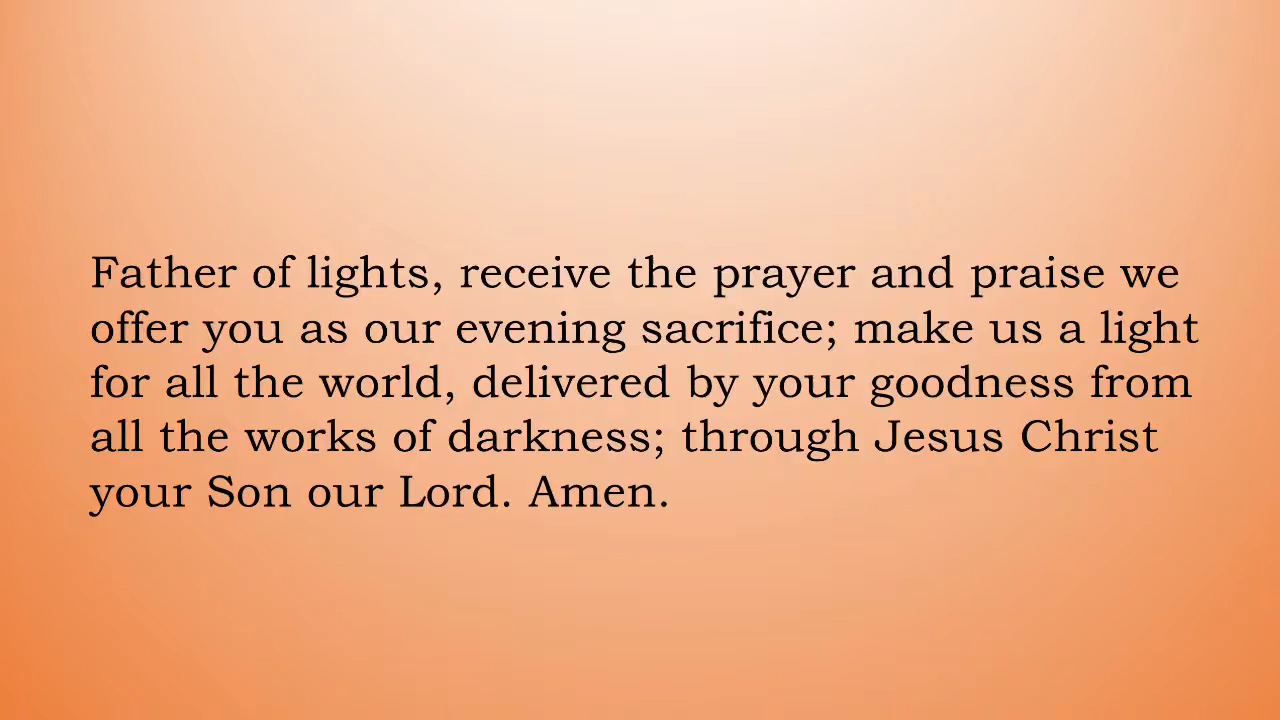 Father of lights, receive the prayer and praise we
offer you as our evening sacrifice; make us a light
for all the world, delivered by your goodness from
all the works of darkness; through Jesus Christ
your Son our Lord. Amen.